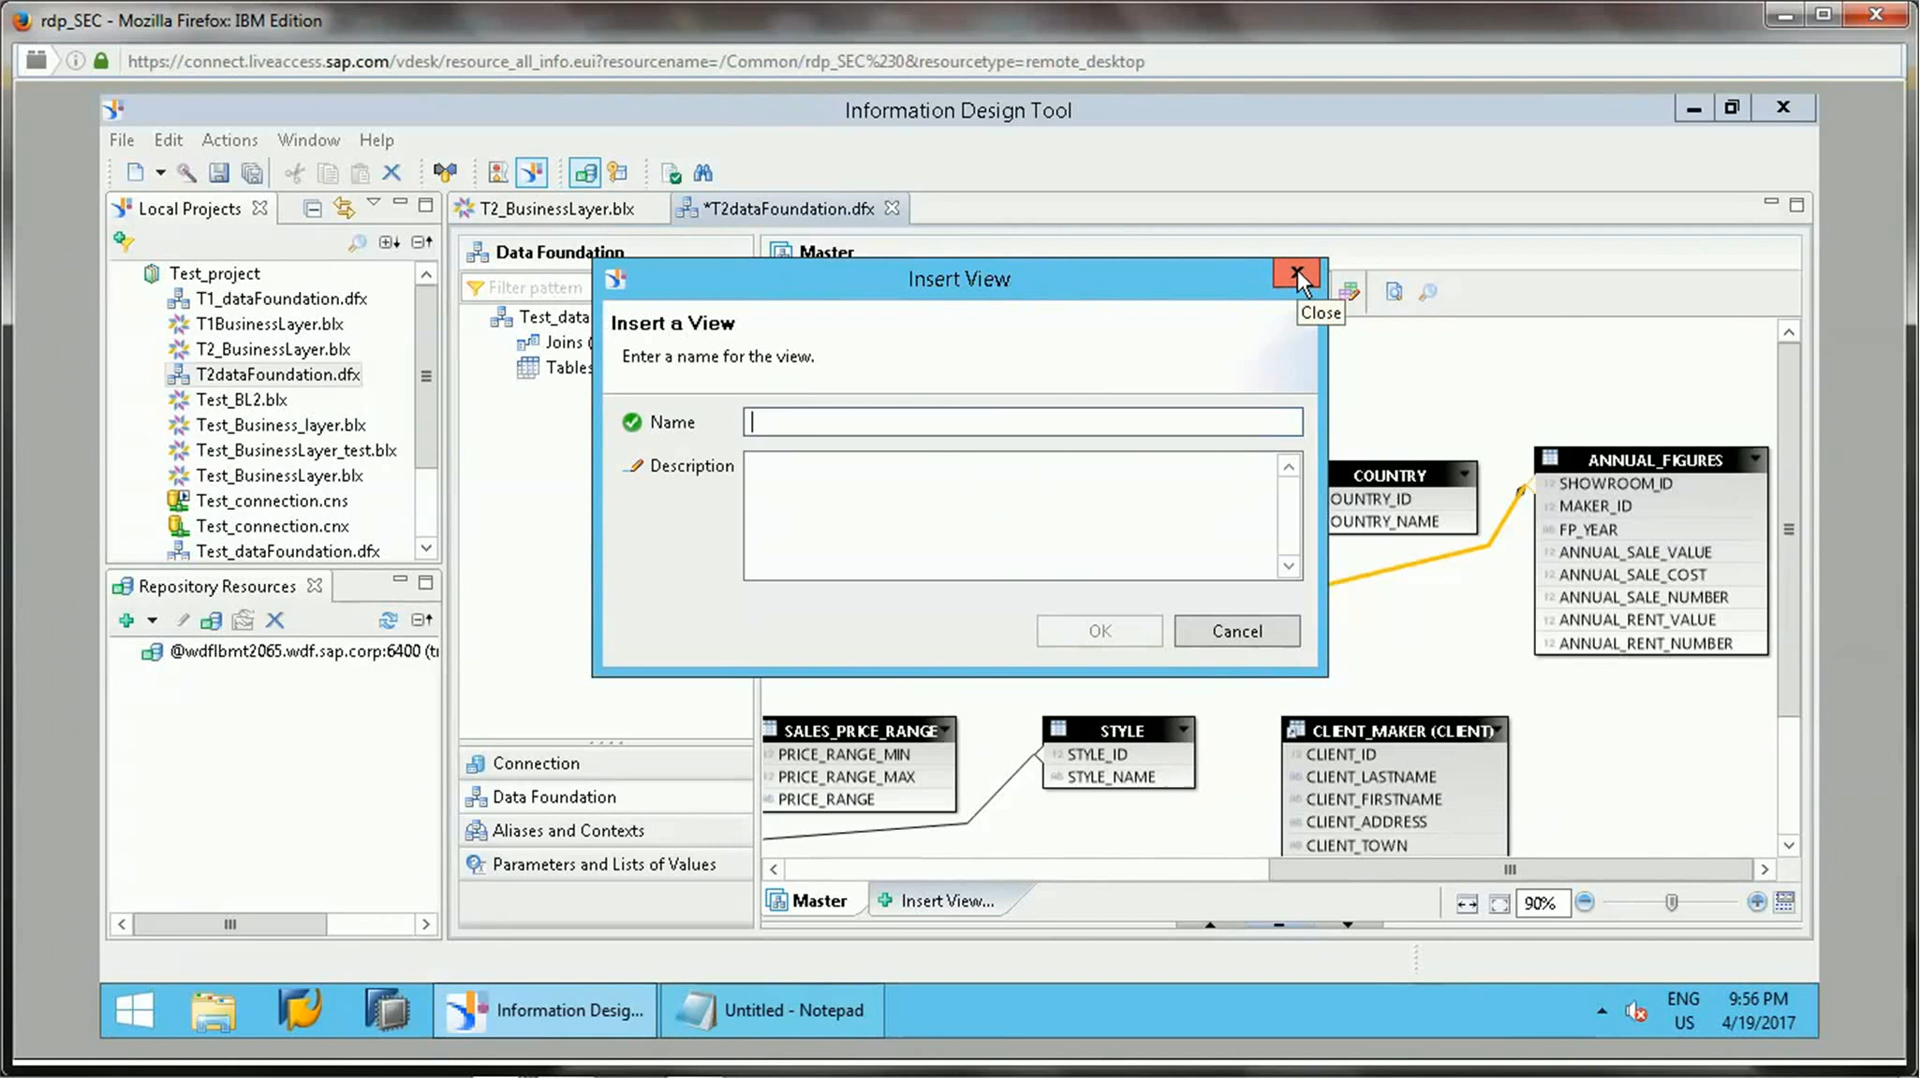 rdp_SEC - Mozilla Firefox: IBM Edition
https://connect.liveaccess.sap.com/vdesk/resource_all_info.eui?resourcename=/Common/rdp_SEC%230&resourcetype=remote_desktop
Information Design Tool
File Edit Actions Window Help
Local Projects
T2_BusinessLayer.blx
*T2dataFoundation.dfx
Data Foundation
Master
Filter pattern
Test_project
T1_dataFoundation.dfx
T1BusinessLayer.blx
T2_BusinessLayer.blx
T2dataFoundation.dfx
Test_BL2.blx
Test_Business_layer.blx
Test_BusinessLayer_test.blx
Test_BusinessLayer.blx
Test_connection.cns
Test_connection.cnx
Test_dataFoundation.dfx
Test_data
Joins (
Tables
Insert View
Close
Insert a View
Enter a name for the view.
Name
Description
OK
Cancel
COUNTRY
OUNTRY_ID
OUNTRY_NAME
ANNUAL_FIGURES
SHOWROOM_ID
MAKER_ID
FP_YEAR
ANNUAL_SALE_VALUE
ANNUAL_SALE_COST
ANNUAL_SALE_NUMBER
ANNUAL_RENT_VALUE
ANNUAL_RENT_NUMBER
Repository Resources
@wdflbmt2065.wdf.sap.corp:6400 (tr
SALES_PRICE_RANGE
PRICE_RANGE_MIN
PRICE_RANGE_MAX
PRICE_RANGE
STYLE
STYLE_ID
STYLE_NAME
CLIENT_MAKER (CLIENT)
CLIENT_ID
CLIENT_LASTNAME
CLIENT_FIRSTNAME
CLIENT_ADDRESS
CLIENT_TOWN
Connection
Data Foundation
Aliases and Contexts
Parameters and Lists of Values
Master
Insert View...
90%
Information Desig...
Untitled - Notepad
ENG
US
9:56 PM
4/19/2017